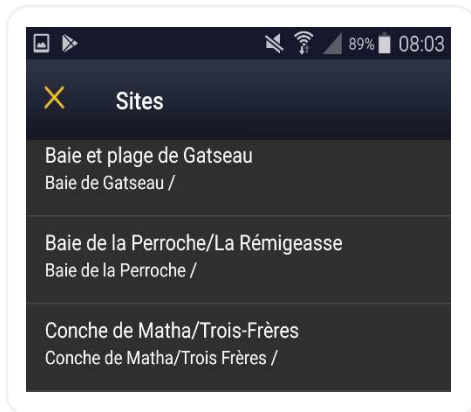 89% 08:03
Sites
Baie et plage de Gatseau
Baie de Gatseau /
Baie de la Perroche/La Rémigeasse
Baie de la Perroche /
Conche de Matha/Trois-Frères
Conche de Matha/Trois Frères /